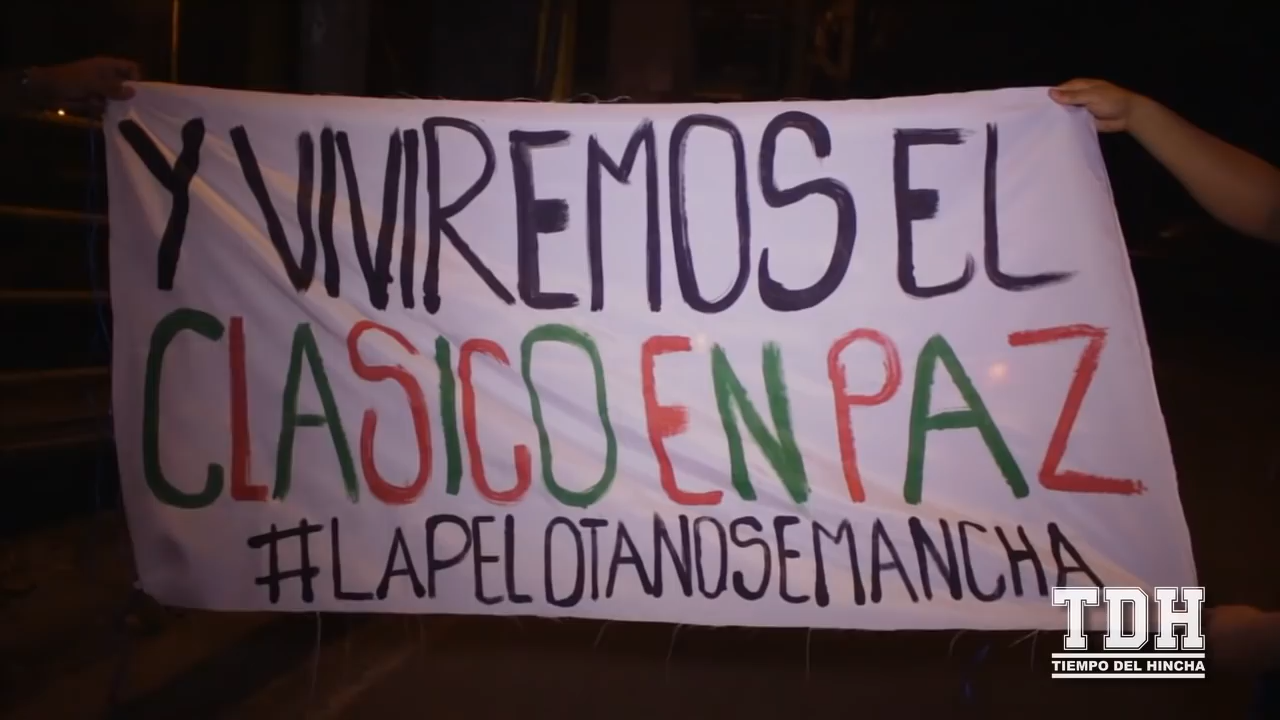 Y VIVIREMOS EL
CLASICO EN PAZ
#LAPELOTANOSEMANCHA
TDH
TIEMPO DEL HINCHA